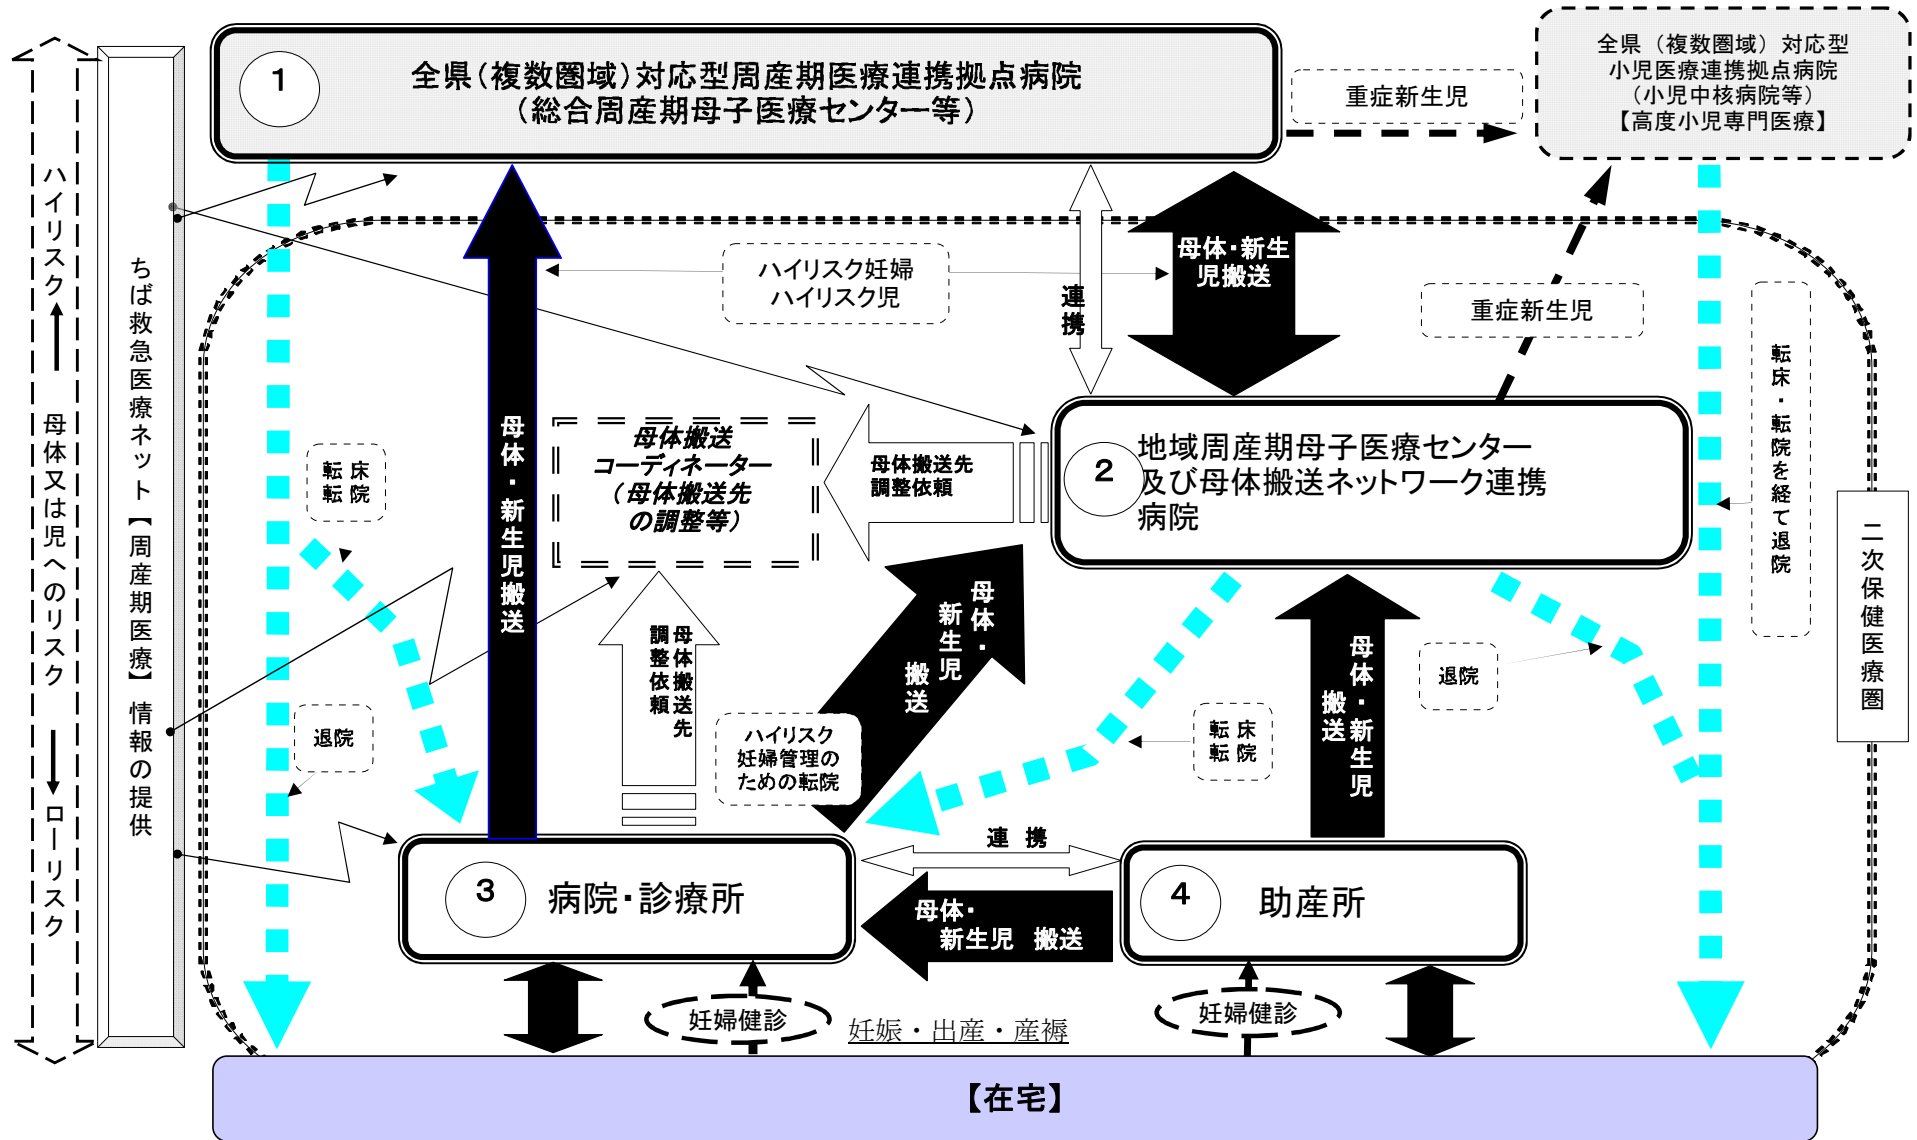 1
全県（複数圏域）対応型周産期医療連携拠点病院
（総合周産期母子医療センター等）
重症新生児
全県（複数圏域）対応型
小児医療連携拠点病院
（小児中核病院等）
【高度小児専門医療】
ハイリスク
母体又は児へのリスク
ローリスク
ちば救急医療ネット【周産期医療】情報の提供
ハイリスク妊婦
ハイリスク児
連携
母体・新生
児搬送
重症新生児
転床・転院を経て退院
二次保健医療圏
転床
転院
母体・新生児搬送
母体搬送
コーディネーター
（母体搬送先
の調整等）
母体搬送先
調整依頼
2
地域周産期母子医療センター
及び母体搬送ネットワーク連携
病院
母体搬送先
調整依頼
母体・
新生児
搬送
ハイリスク
妊婦管理の
ための転院
転床
転院
母体・新生児
搬送
退院
退院
3
病院・診療所
連携
母体・
新生児 搬送
4
助産所
妊婦健診
妊娠・出産・産褥
妊婦健診
【在宅】